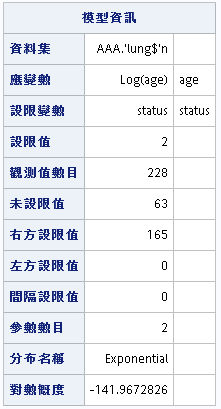 模型資訊
資料集 AAA.'lung$'n
應變數 Log(age) age
設限變數 status status
設限值 2
觀測值數目 228
未設限值 63
右方設限值 165
左方設限值 0
間隔設限值 0
參數數目 2
分布名稱 Exponential
對數概度 -141.9672826